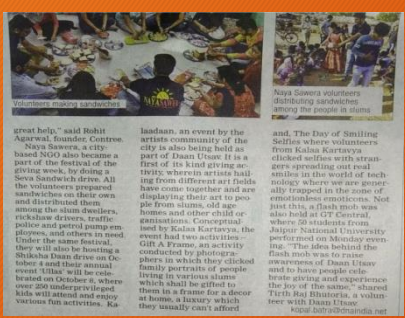 Volunteers making sandwiches
Naya Sawera volunteers
distributing sandwiches
among the people in slums
great help," said Rohit
Agarwal, founder, Contree.
Naya Sawera, a city-
based NGO also became a
part of the festival of the
giving week, by doing a
Seva Sandwich drive. All
the volunteers prepared
sandwiches on their own
and distributed them
among the slum dwellers,
rickshaw drivers, traffic
police and petrol pump em-
ployees, and others in need.
Under the same festival,
they will also be hosting a
Shiksha Daan drive on Oc-
tober 4 and their annual
event 'Ullas' will be cele-
brated on October 8, where
over 250 underprivileged
kids will attend and enjoy
various fun activities. Ka-
laadaan, an event by the
artists community of the
city is also being held as
part of Daan Utsav. It is a
first of its kind giving ac-
tivity, wherein artists hail-
ing from different art fields
have come together and are
displaying their art to peo-
ple from slums, old age
homes and other child or-
ganisations. Conceptual-
ised by Kalaa Kartavya, the
event had two activities –
Gift A Frame, an activity
conducted by photogra-
phers in which they clicked
family portraits of people
living in various slums
which shall be gifted to
them in a frame for a decor
at home, a luxury which
they usually can't afford
and, The Day of Smiling
Selfies where volunteers
from Kalaa Kartavya
clicked selfies with stran-
gers spreading out real
smiles in the world of tech-
nology where we are gener-
ally trapped in the zone of
emotionless emoticons. Not
just this, a flash mob was
also held at GT Central,
where 50 students from
Jaipur National University
performed on Monday even-
ing. "The idea behind the
flash mob was to raise
awareness of Daan Utsav
and to have people cele-
brate giving and experience
the joy of the same," shared
Tirth Raj Bhutoria, a volun-
teer with Daan Utsav.
kopal.batra@dnaindia.net